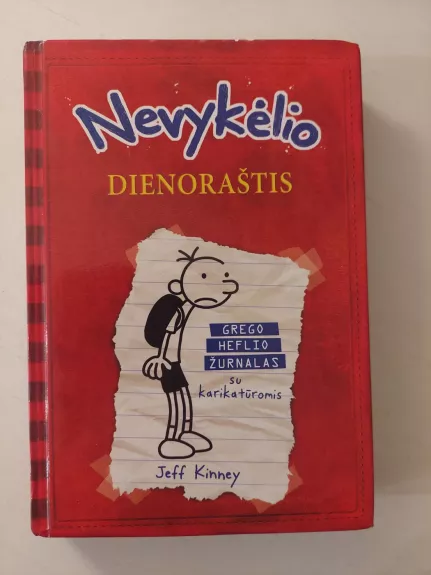 Nevykėlio
DIENORAŠTIS
GREGO
HEFLIO
ŽURNALAS
su
karikatūromis
Jeff Kinney